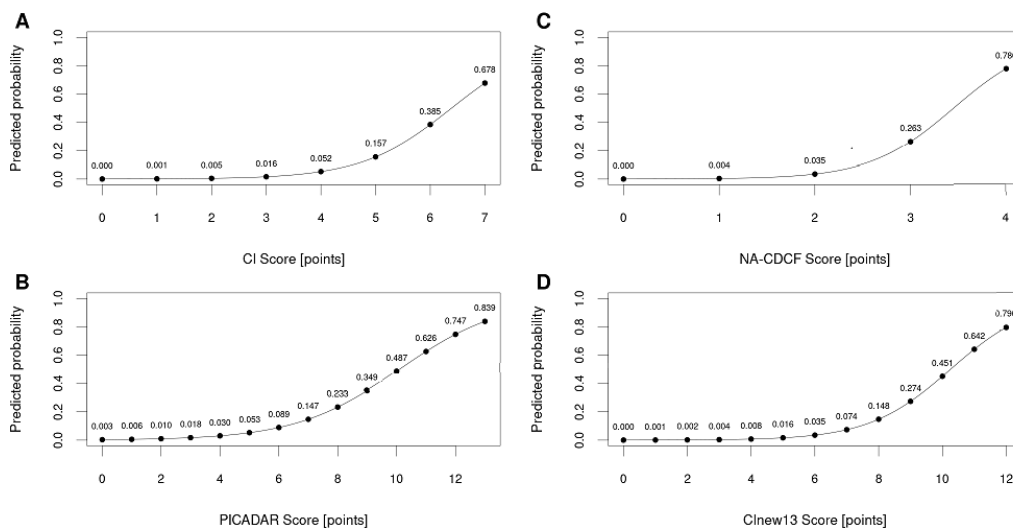 A
Predicted probability
1.0
0.8
0.6
0.4
0.2
0.0
0.000 0.001 0.005 0.016 0.052 0.157 0.385 0.678
0 1 2 3 4 5 6 7
CI Score [points]
C
Predicted probability
1.0
0.8
0.6
0.4
0.2
0.0
0.000 0.004 0.035 0.263
0 1 2 3 4
NA-CDCF Score [points]
B
Predicted probability
1.0
0.8
0.6
0.4
0.2
0.0
0.003 0.006 0.010 0.018 0.030 0.053 0.089 0.147 0.233 0.349 0.487 0.626 0.747 0.839
0 2 4 6 8 10 12
PICADAR Score [points]
D
Predicted probability
1.0
0.8
0.6
0.4
0.2
0.0
0.000 0.001 0.002 0.004 0.008 0.016 0.035 0.074 0.148 0.274 0.451 0.642
0 2 4 6 8 10 12
CInew13 Score [points]